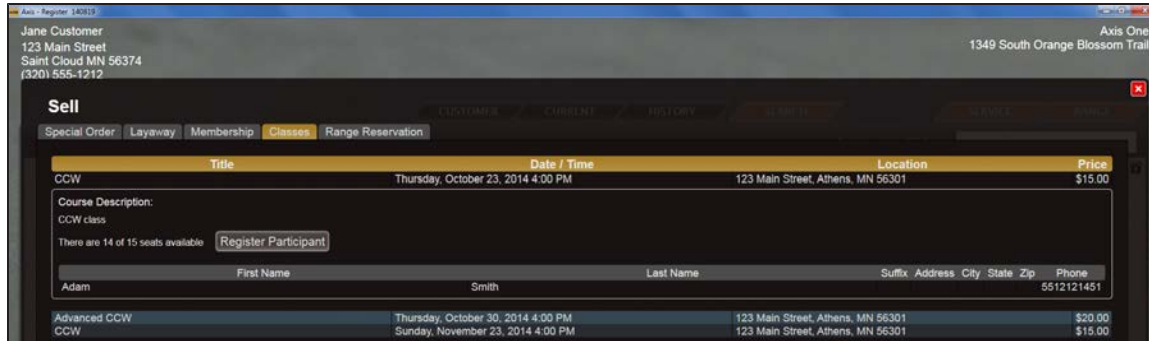 Axis - Register 140819
Jane Customer
123 Main Street
Saint Cloud MN 56374
(320) 555-1212
Axis One
1349 South Orange Blossom Trail
Sell
CUSTOMER CURRENT HISTORY SEARCH SERVICE RANGE
Special Order Layaway Membership Classes Range Reservation
Title Date / Time Location Price
CCW Thursday, October 23, 2014 4:00 PM 123 Main Street, Athens, MN 56301 $15.00
Course Description:
CCW class
There are 14 of 15 seats available Register Participant
First Name Last Name Suffix Address City State Zip Phone
Adam Smith 5512121451
Advanced CCW Thursday, October 30, 2014 4:00 PM 123 Main Street, Athens, MN 56301 $20.00
CCW Sunday, November 23, 2014 4:00 PM 123 Main Street, Athens, MN 56301 $15.00